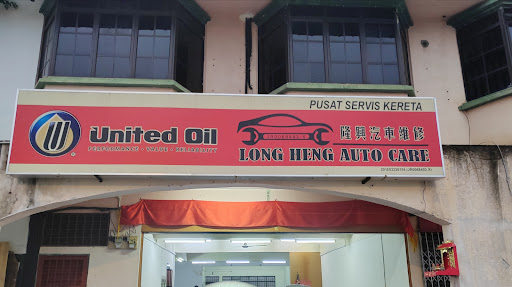 PUSAT SERVIS KERETA
United Oil
PERFORMANCE • VALUE • RELIABILITY
隆興汽車維修
LONG HENG AUTO CARE